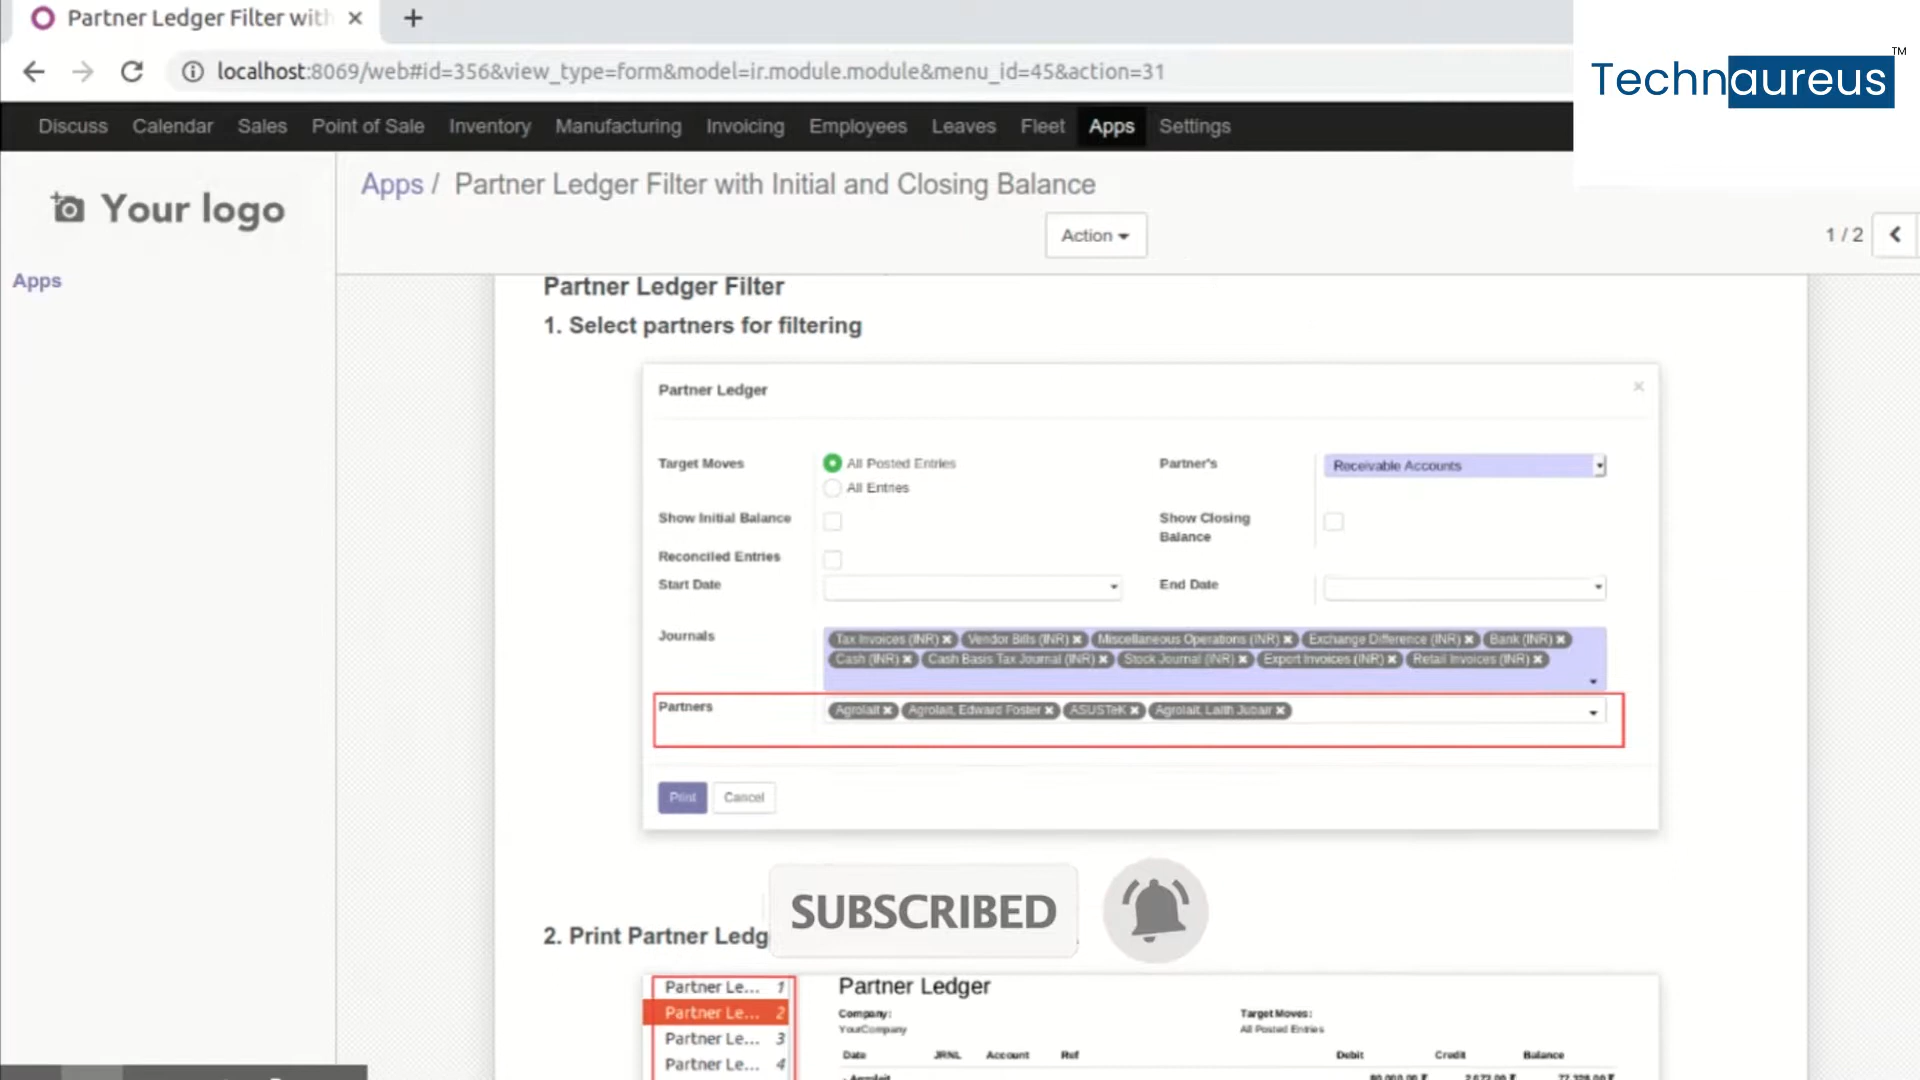 Partner Ledger Filter with
localhost:8069/web#id=356&view_type=form&model=ir.module.module&menu_id=45&action=31
Technaureus™
Discuss Calendar Sales Point of Sale Inventory Manufacturing Invoicing Employees Leaves Fleet Apps Settings
Your logo
Apps / Partner Ledger Filter with Initial and Closing Balance
Action
1 / 2
Apps
Partner Ledger Filter
1. Select partners for filtering
Partner Ledger
Target Moves All Posted Entries Partner's Receivable Accounts
All Entries
Show Initial Balance Show Closing
Balance
Reconciled Entries
Start Date End Date
Journals Tax Invoices (INR) Vendor Bills (INR) Miscellaneous Operations (INR) Exchange Difference (INR) Bank (INR)
Cash (INR) Cash Basis Tax Journal (INR) Stock Journal (INR) Export Invoices (INR) Retail Invoices (INR)
Partners Agrolait Agrolait, Edward Foster ASUSTeK Agrolait, Laith Jubair
Print Cancel
SUBSCRIBED
2. Print Partner Ledg
Partner Le... 1
Partner Le... 2
Partner Le... 3
Partner Le... 4
Partner Ledger
Company: Target Moves:
YourCompany All Posted Entries
Date JRNL Account Ref Debit Credit Balance